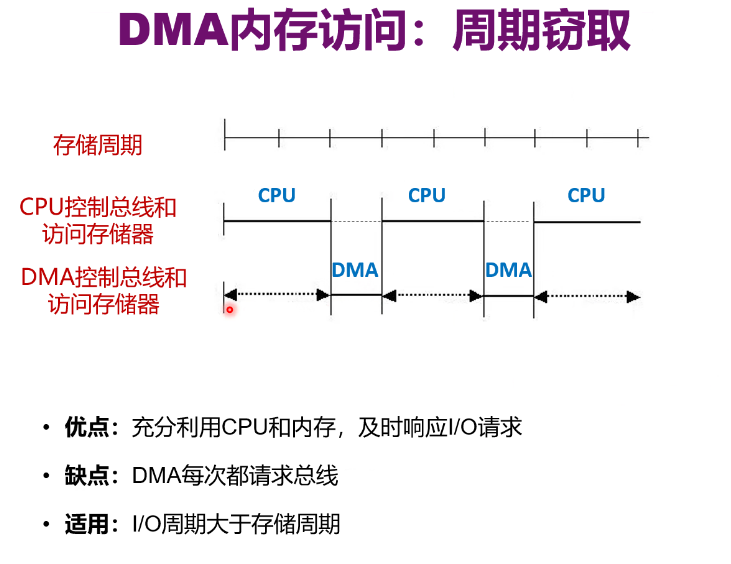 DMA内存访问：周期窃取
存储周期
CPU控制总线和
访问存储器
CPU
CPU
CPU
DMA控制总线和
访问存储器
DMA
DMA
• 优点：充分利用CPU和内存，及时响应I/O请求
• 缺点：DMA每次都请求总线
• 适用：I/O周期大于存储周期